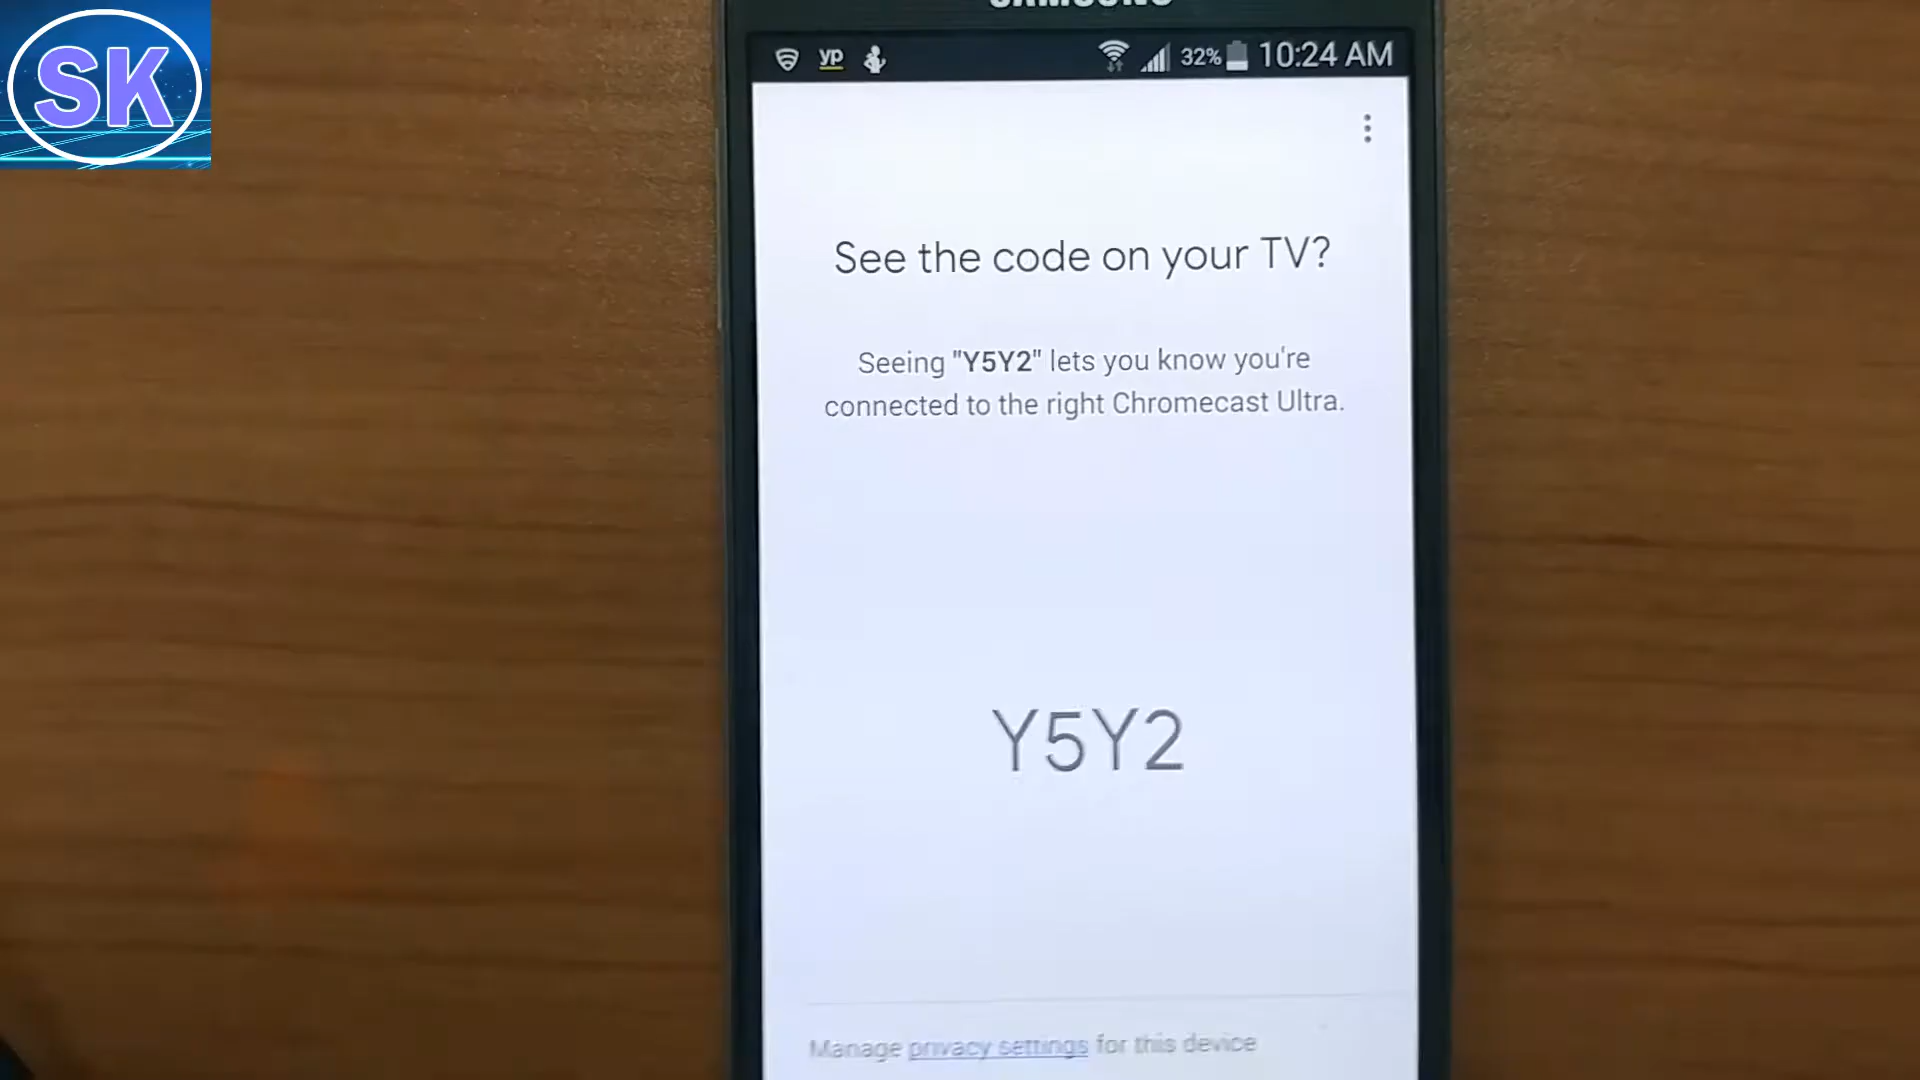 SK
SAMSUNG
yp
32% 10:24 AM
See the code on your TV?
Seeing "Y5Y2" lets you know you're
connected to the right Chromecast Ultra.
Y5Y2
Manage privacy settings for this device